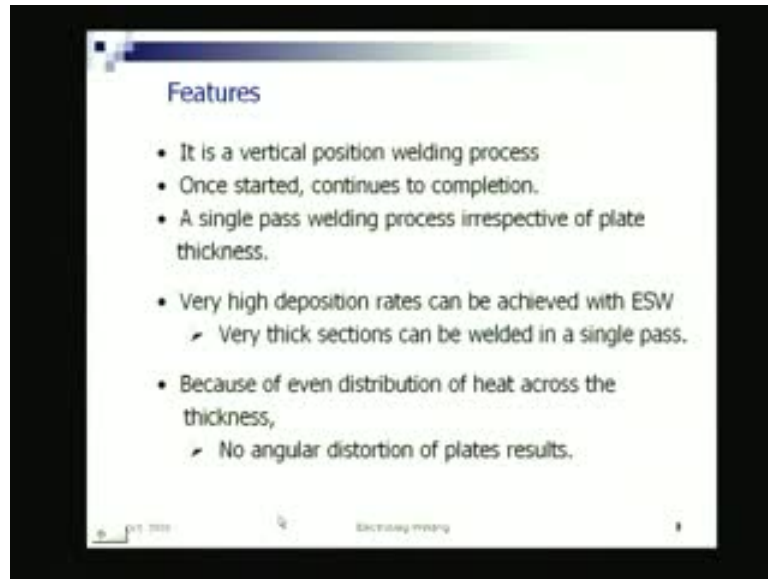 Features
• It is a vertical position welding process
• Once started, continues to completion.
• A single pass welding process irrespective of plate
thickness.
• Very high deposition rates can be achieved with ESW
➢ Very thick sections can be welded in a single pass.
• Because of even distribution of heat across the
thickness,
➢ No angular distortion of plates results.
Welding